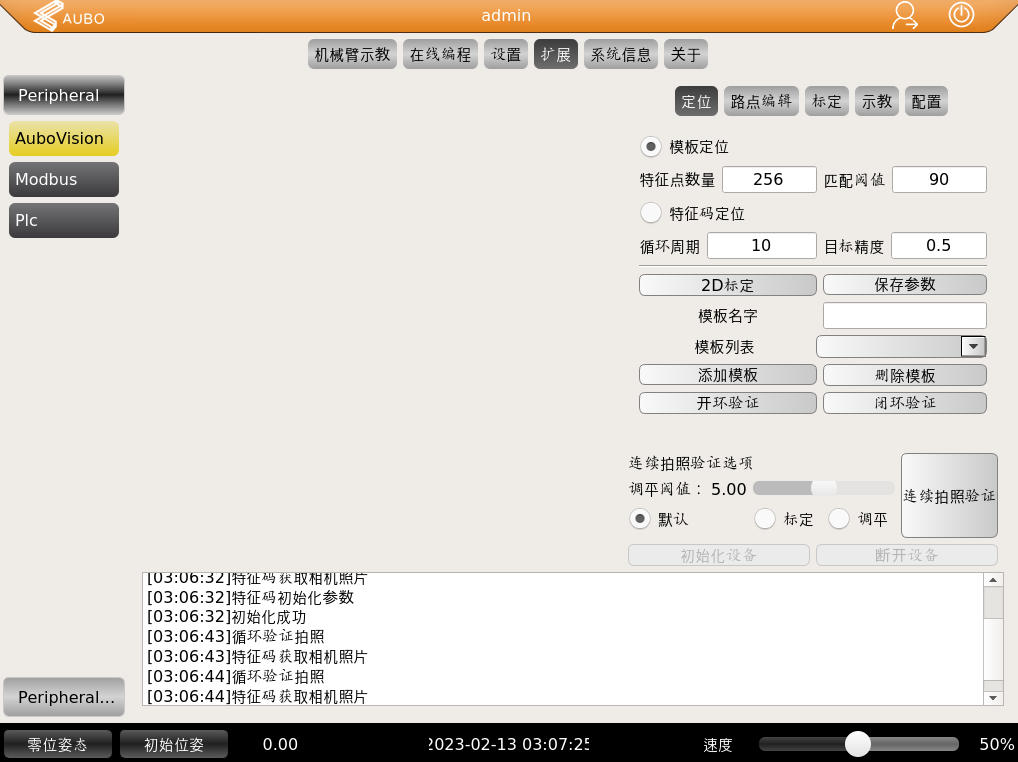 AUBO
admin
机械臂示教 在线编程 设置 扩展 系统信息 关于
Peripheral
AuboVision
Modbus
Plc
Peripheral...
定位 路点编辑 标定 示教 配置
模板定位
特征点数量 256 匹配阈值 90
特征码定位
循环周期 10 目标精度 0.5
2D标定 保存参数
模板名字
模板列表
添加模板 删除模板
开环验证 闭环验证
连续拍照验证选项
调平阈值： 5.00
连续拍照验证
默认 标定 调平
初始化设备 断开设备
[03:06:32]特征码获取相机照片
[03:06:32]特征码初始化参数
[03:06:32]初始化成功
[03:06:43]循环验证拍照
[03:06:43]特征码获取相机照片
[03:06:44]循环验证拍照
[03:06:44]特征码获取相机照片
零位姿态 初始位姿 0.00 2023-02-13 03:07:25 速度 50%